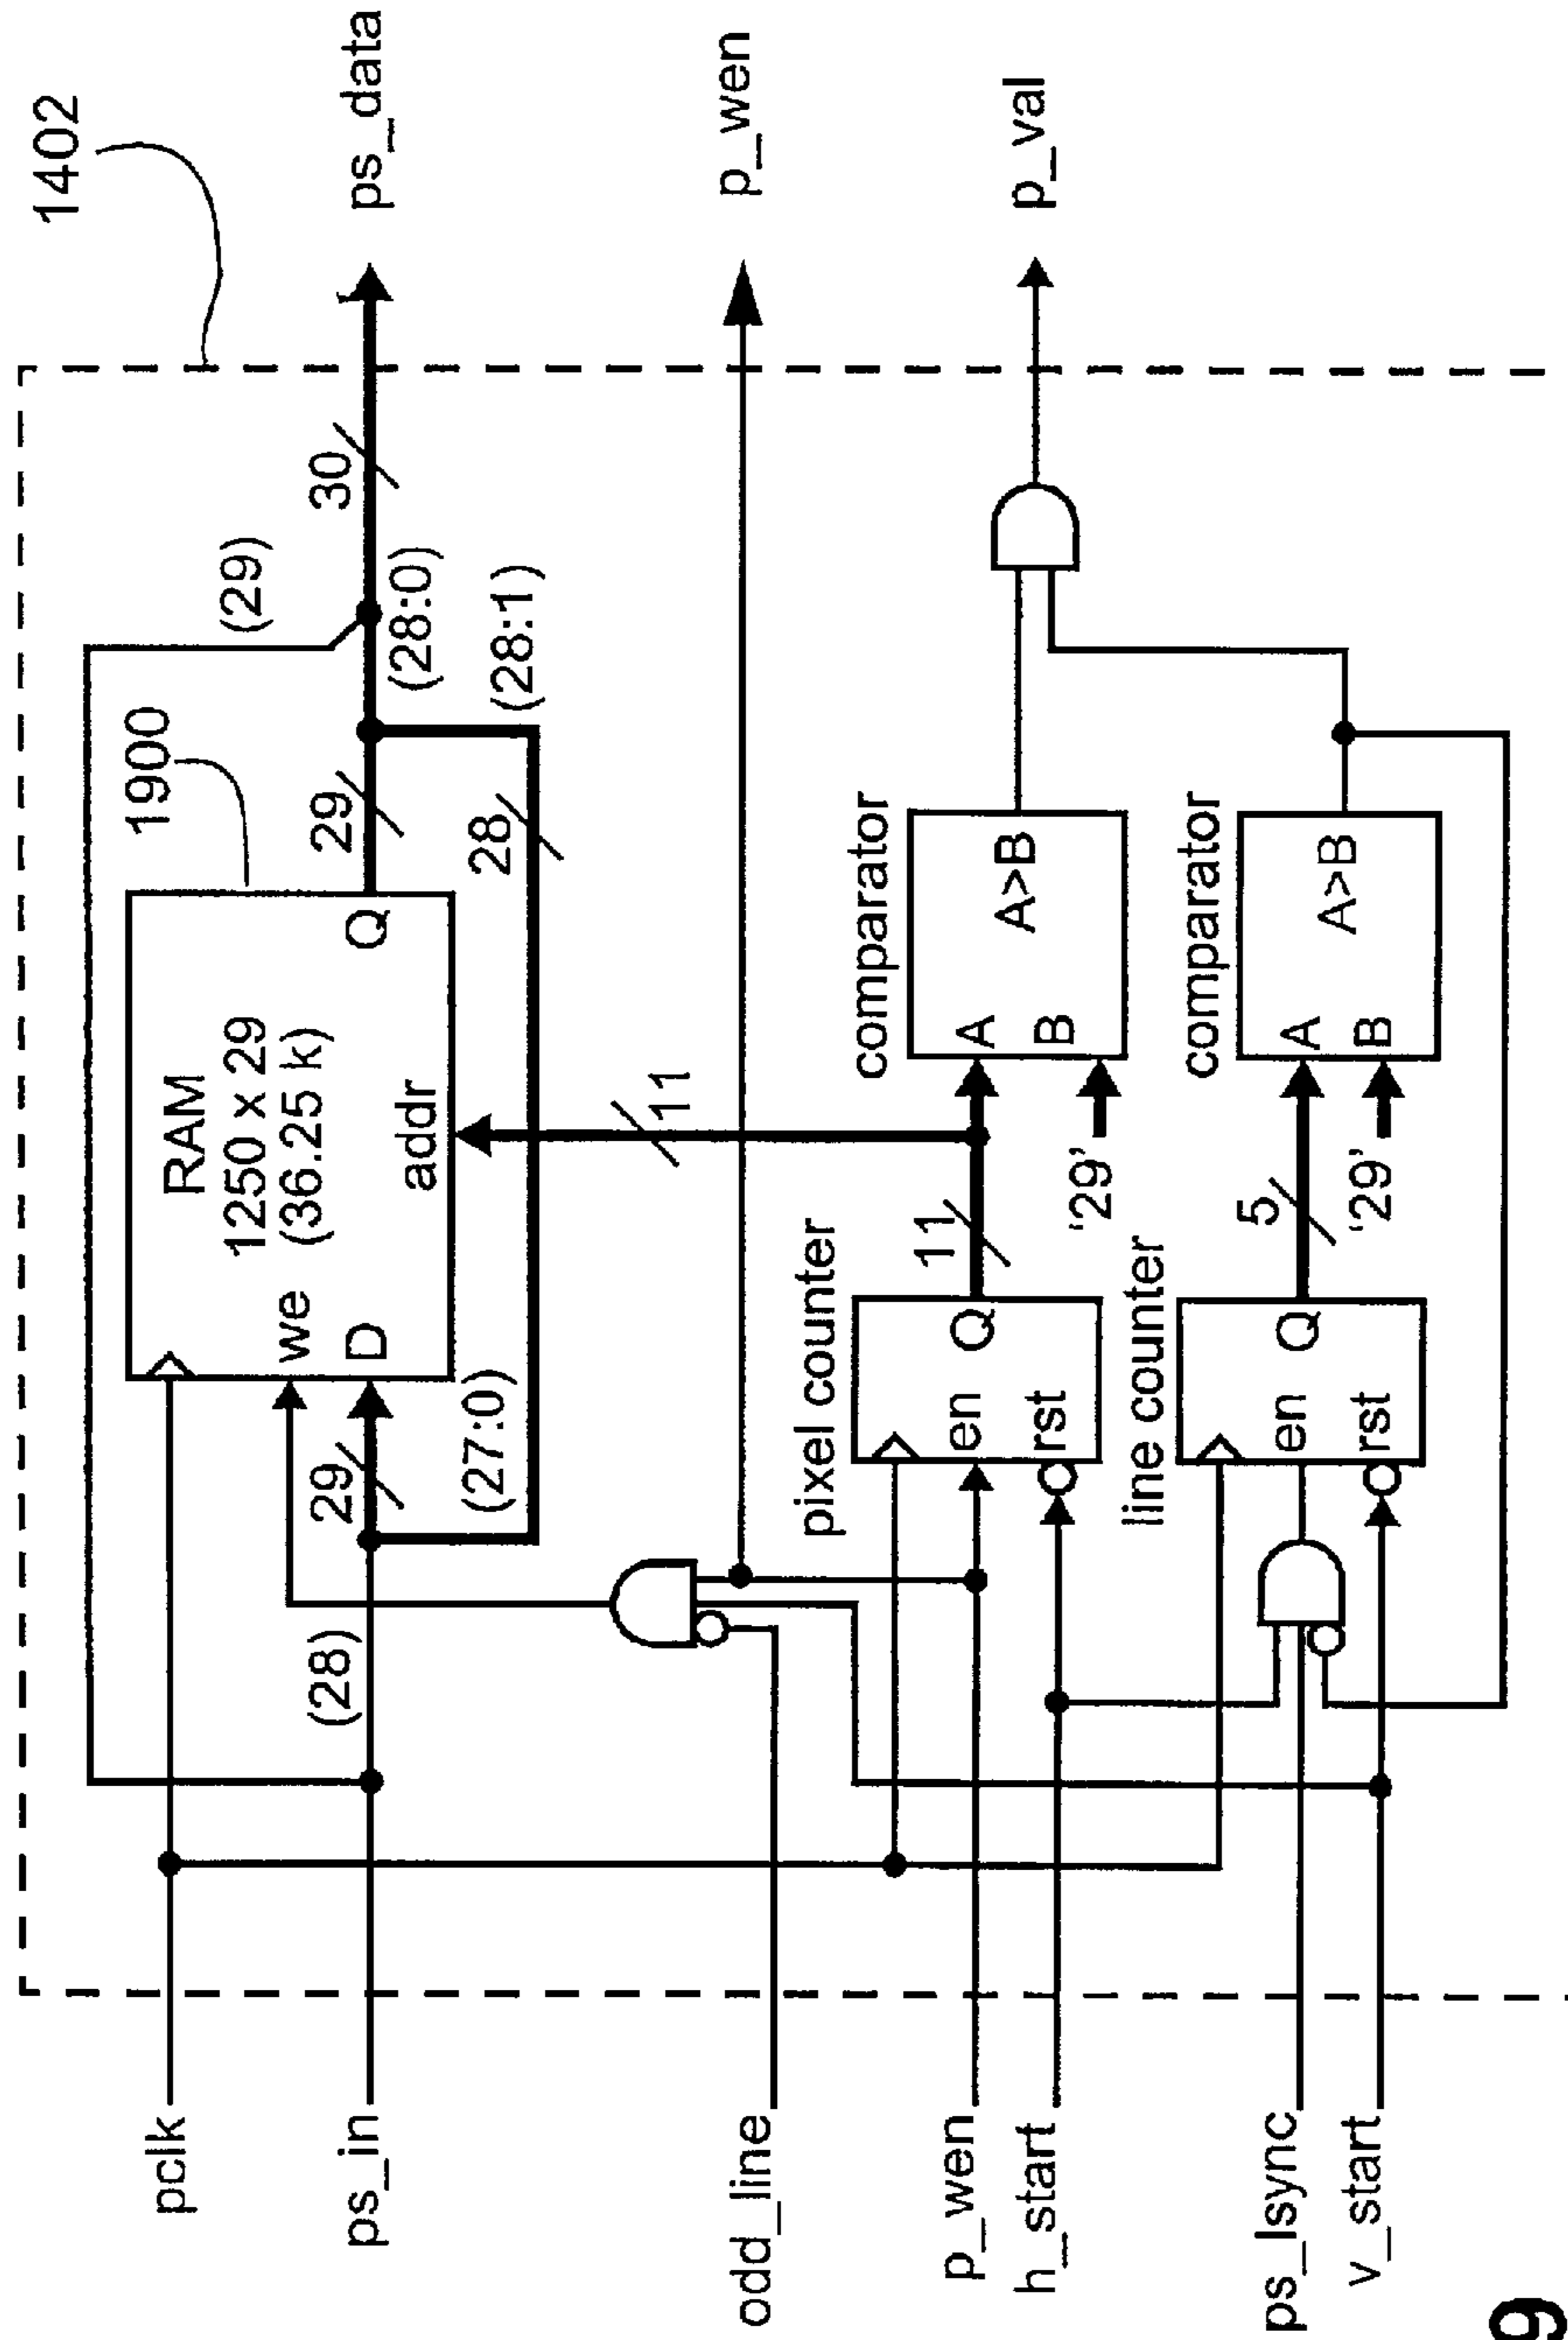 1402
ps_data
p_wen
p_val
(29)
30
(28:0)
(28:1)
1900
29
28
RAM
1250 x 29
(36.25 k)
we
D
Q
addr
29
(27:0)
(28)
11
comparator
A
B
A>B
'29'
comparator
A
B
A>B
'29'
pixel counter
11
en
rst
Q
line counter
5
en
rst
Q
pclk
ps_in
odd_line
p_wen
h_start
ps_lsync
v_start
9